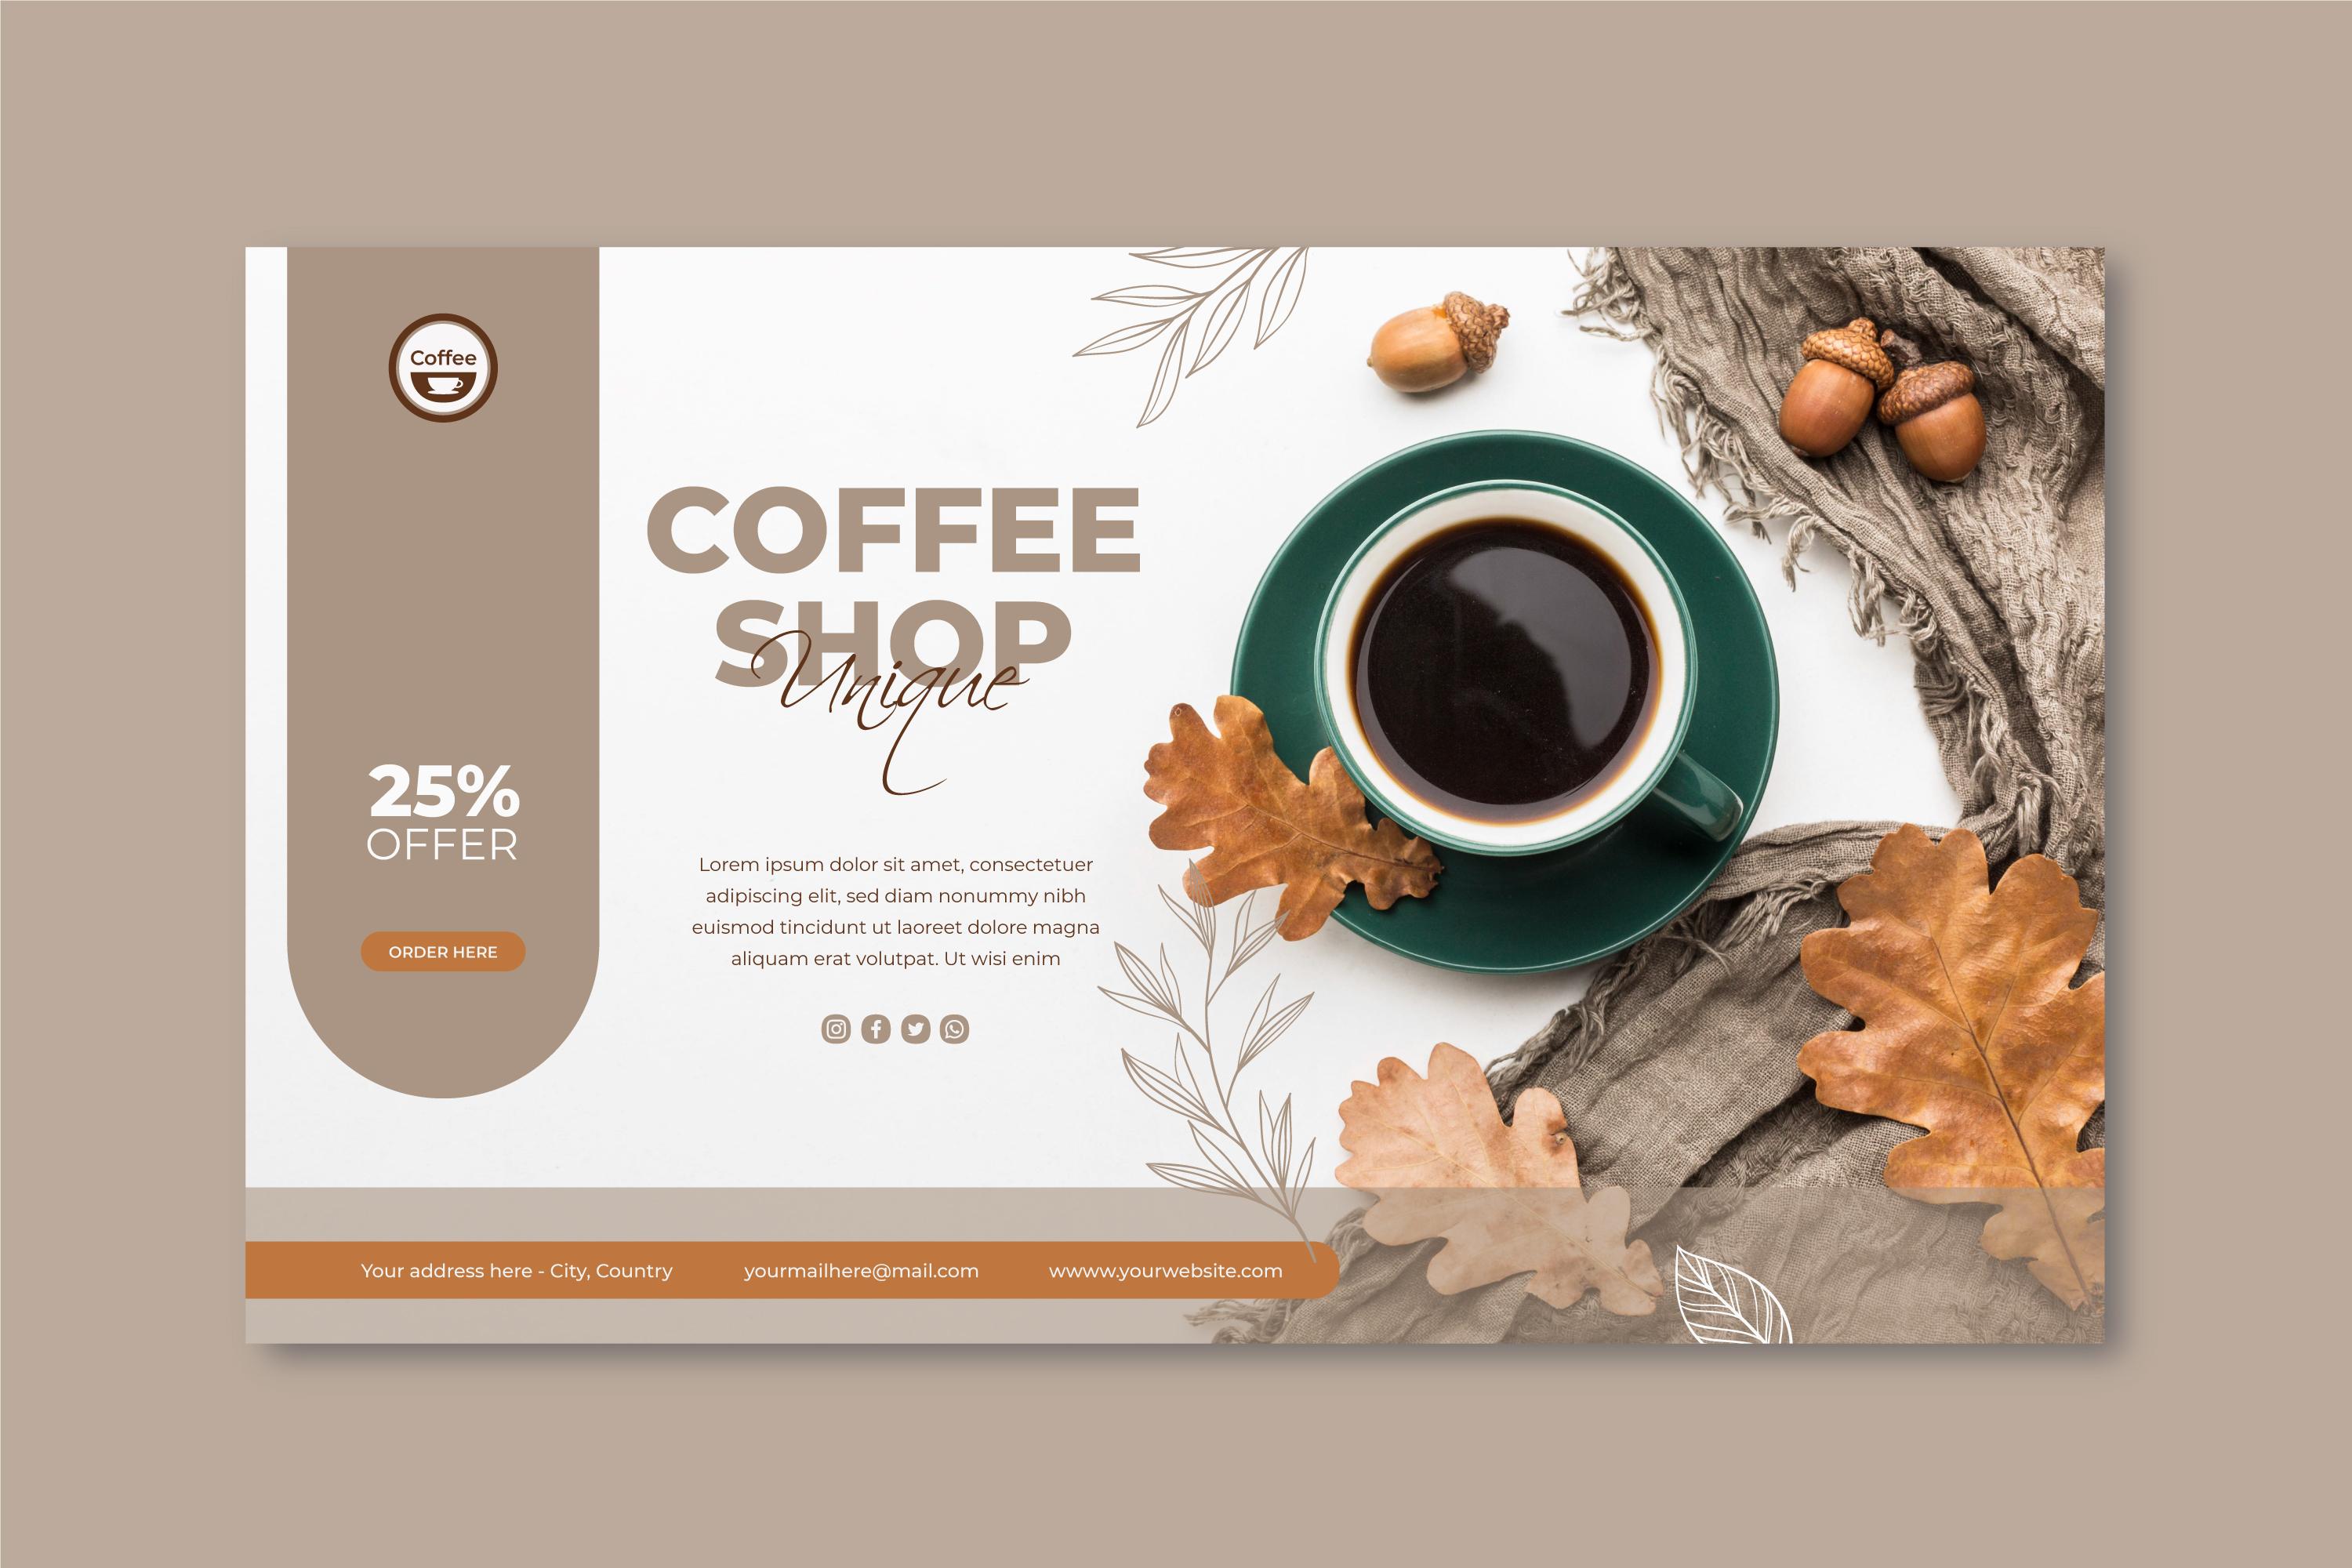 Coffee
COFFEE
SHOP
Unique
25%
OFFER
ORDER HERE
Lorem ipsum dolor sit amet, consectetuer
adipiscing elit, sed diam nonummy nibh
euismod tincidunt ut laoreet dolore magna
aliquam erat volutpat. Ut wisi enim
Your address here - City, Country
yourmailhere@mail.com
wwww.yourwebsite.com